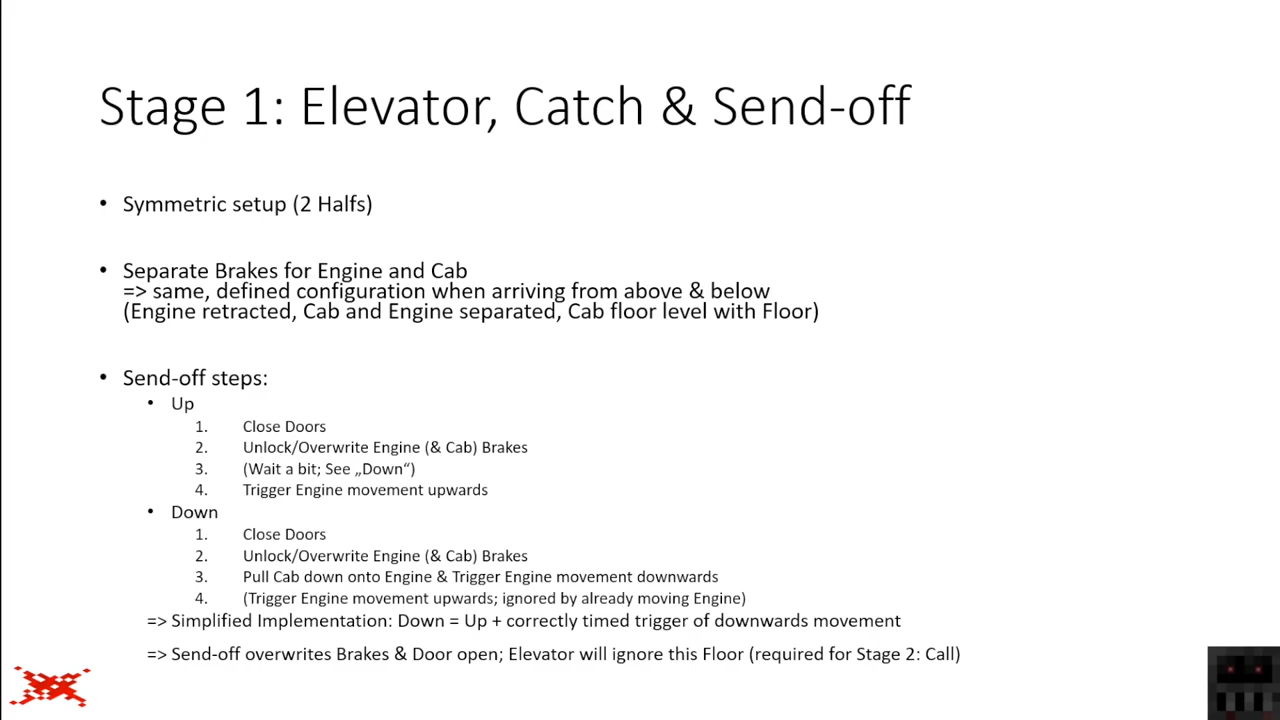 Stage 1: Elevator, Catch & Send-off
• Symmetric setup (2 Halfs)
• Separate Brakes for Engine and Cab
=> same, defined configuration when arriving from above & below
(Engine retracted, Cab and Engine separated, Cab floor level with Floor)
• Send-off steps:
• Up
1. Close Doors
2. Unlock/Overwrite Engine (& Cab) Brakes
3. (Wait a bit; See „Down“)
4. Trigger Engine movement upwards
• Down
1. Close Doors
2. Unlock/Overwrite Engine (& Cab) Brakes
3. Pull Cab down onto Engine & Trigger Engine movement downwards
4. (Trigger Engine movement upwards; ignored by already moving Engine)
=> Simplified Implementation: Down = Up + correctly timed trigger of downwards movement
=> Send-off overwrites Brakes & Door open; Elevator will ignore this Floor (required for Stage 2: Call)